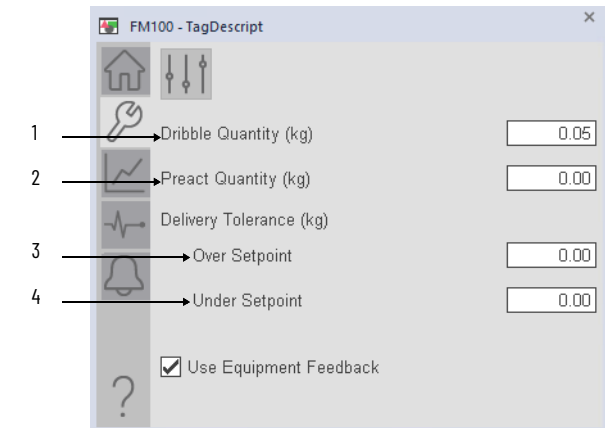 FM100 - TagDescript
×
1 Dribble Quantity (kg) 0.05
2 Preact Quantity (kg) 0.00
Delivery Tolerance (kg)
3 Over Setpoint 0.00
4 Under Setpoint 0.00
Use Equipment Feedback
?